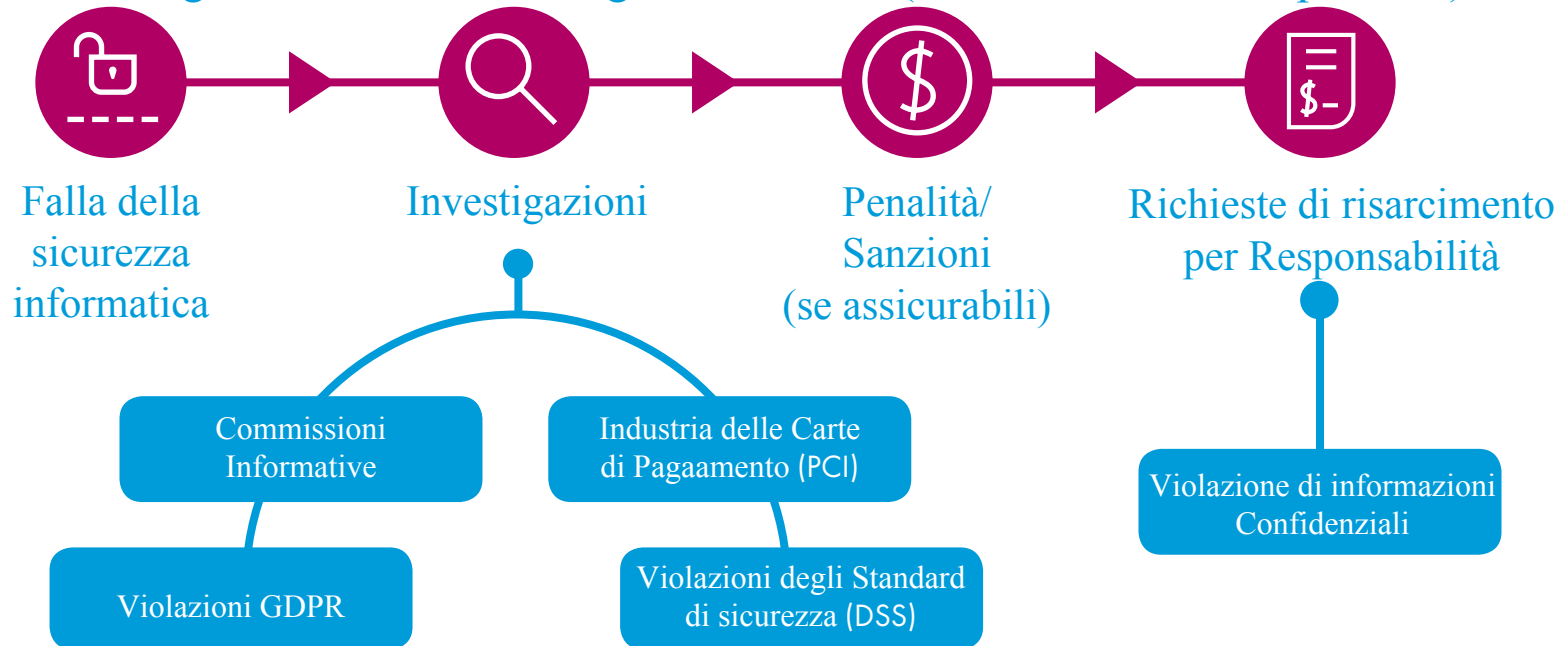 Falla della
sicurezza
informatica
Investigazioni
Penalità/
Sanzioni
(se assicurabili)
Richieste di risarcimento
per Responsabilità
Commissioni
Informative
Industria delle Carte
di Pagaamento (PCI)
Violazione di informazioni
Confidenziali
Violazioni GDPR
Violazioni degli Standard
di sicurezza (DSS)